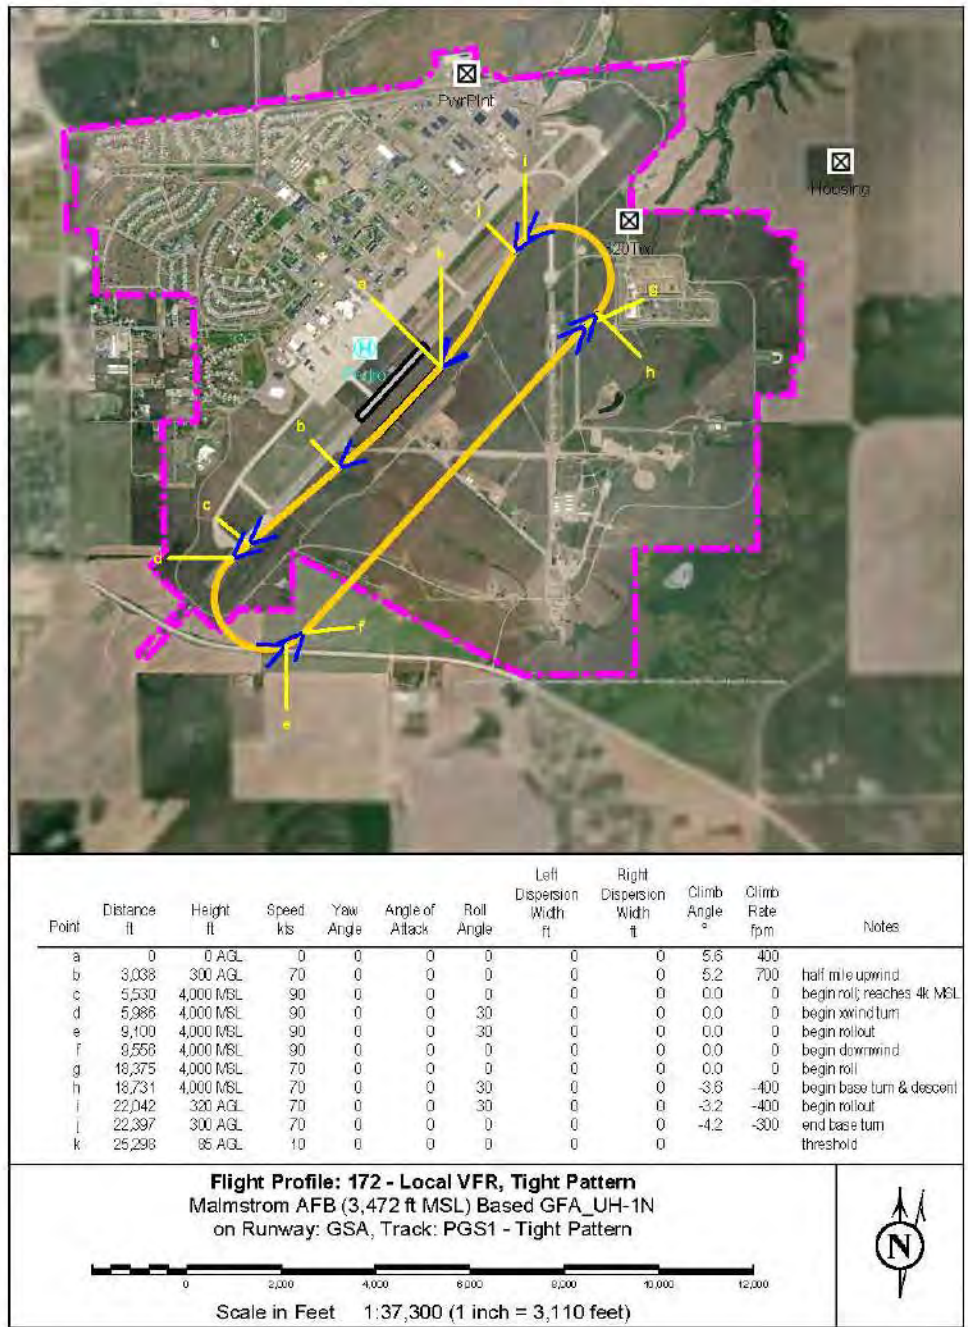 PwrPlnt
Housing
820Tw
i
j
k
a
g
h
Pedro
b
c
d
f
e
Point Distance ft Height ft Speed kts Yaw Angle Angle of Attack Roll Angle Left Dispersion Width ft Right Dispersion Width ft Climb Angle ° Climb Rate fpm Notes
a 0 0 AGL 0 0 0 0 0 0 5.6 400
b 3,038 300 AGL 70 0 0 0 0 0 5.2 700 half mile upwind
c 5,530 4,000 MSL 90 0 0 0 0 0 0.0 0 begin roll; reaches 4k MSL
d 5,986 4,000 MSL 90 0 0 30 0 0 0.0 0 begin xwind turn
e 9,100 4,000 MSL 90 0 0 30 0 0 0.0 0 begin rollout
f 9,556 4,000 MSL 90 0 0 0 0 0 0.0 0 begin downwind
g 18,375 4,000 MSL 70 0 0 0 0 0 0.0 0 begin roll
h 18,731 4,000 MSL 70 0 0 30 0 0 -3.6 -400 begin base turn & descent
i 22,042 320 AGL 70 0 0 30 0 0 -3.2 -400 begin rollout
j 22,397 300 AGL 70 0 0 0 0 0 -4.2 -300 end base turn
k 25,298 85 AGL 10 0 0 0 0 0 threshold
Flight Profile: 172 - Local VFR, Tight Pattern
Malmstrom AFB (3,472 ft MSL) Based GFA_UH-1N
on Runway: GSA, Track: PGS1 - Tight Pattern
0 2,000 4,000 6,000 8,000 10,000 12,000
Scale in Feet 1:37,300 (1 inch = 3,110 feet)
N